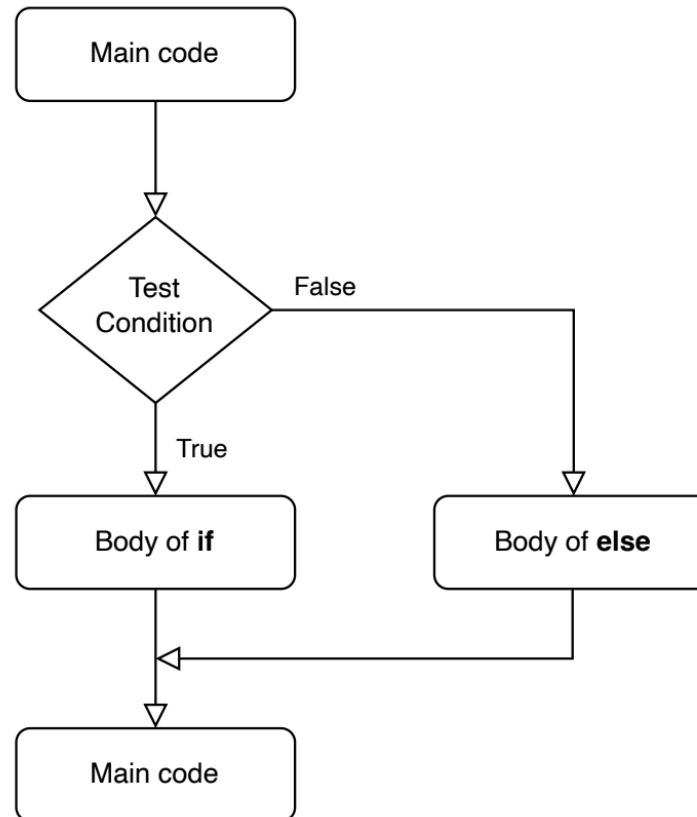 Main code
Test
Condition
False
True
Body of if
Body of else
Main code